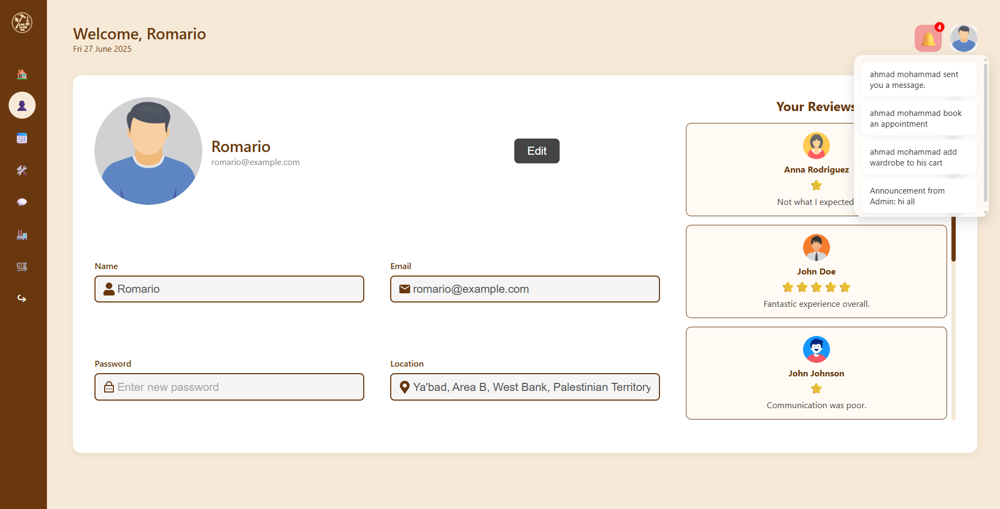 Welcome, Romario
Fri 27 June 2025
4
ahmad mohammad sent
you a message.
ahmad mohammad book
an appointment
ahmad mohammad add
wardrobe to his cart
Announcement from
Admin: hi all
Romario
romario@example.com
Edit
Name
Romario
Email
romario@example.com
Password
Enter new password
Location
Ya'bad, Area B, West Bank, Palestinian Territory
Your Reviews
Anna Rodriguez
Not what I expected
John Doe
Fantastic experience overall.
John Johnson
Communication was poor.